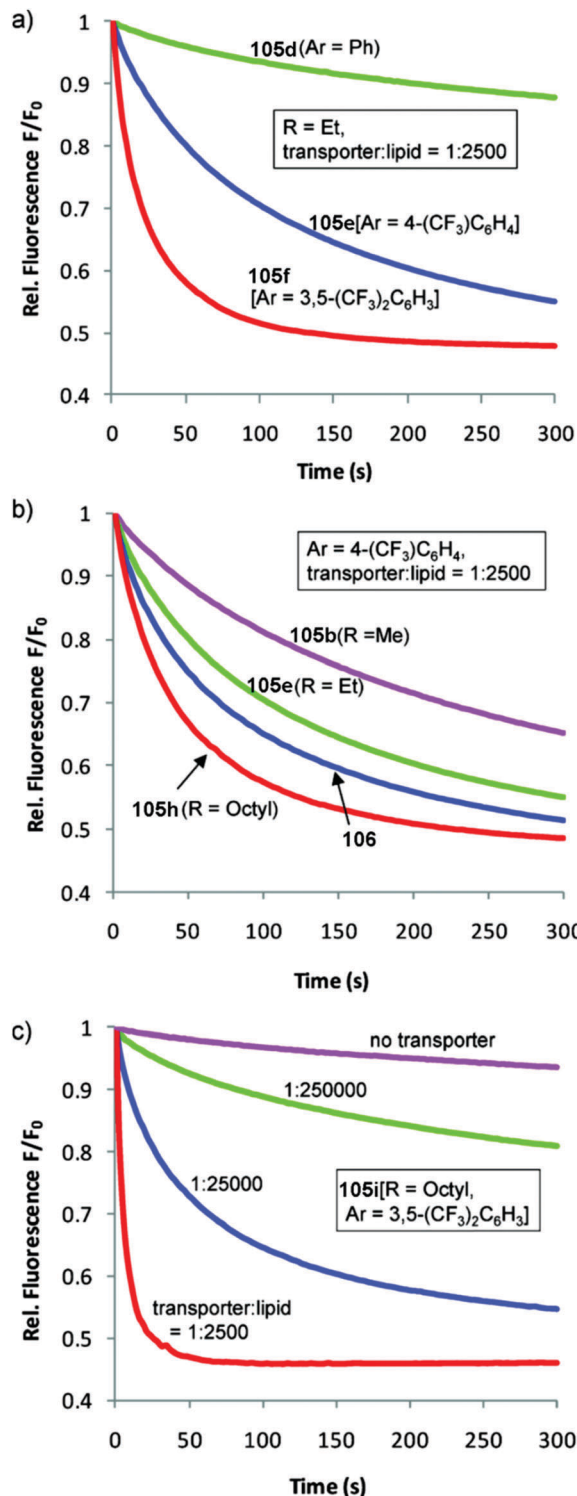 a)
1
105d (Ar = Ph)
0.9
R = Et,
transporter:lipid = 1:2500
0.8
0.7
105e[Ar = 4-(CF₃)C₆H₄]
0.6
105f
[Ar = 3,5-(CF₃)₂C₆H₃]
0.5
0.4
Rel. Fluorescence F/F₀
0 50 100 150 200 250 300
Time (s)
b)
1
Ar = 4-(CF₃)C₆H₄,
transporter:lipid = 1:2500
0.9
0.8
105b(R =Me)
0.7
105e(R = Et)
0.6
105h (R = Octyl)
106
0.5
0.4
Rel. Fluorescence F/F₀
0 50 100 150 200 250 300
Time (s)
c)
1
no transporter
0.9
1:250000
0.8
1:25000
105i[R = Octyl,
Ar = 3,5-(CF₃)₂C₆H₃]
0.7
0.6
transporter:lipid
= 1:2500
0.5
0.4
Rel. Fluorescence F/F₀
0 50 100 150 200 250 300
Time (s)